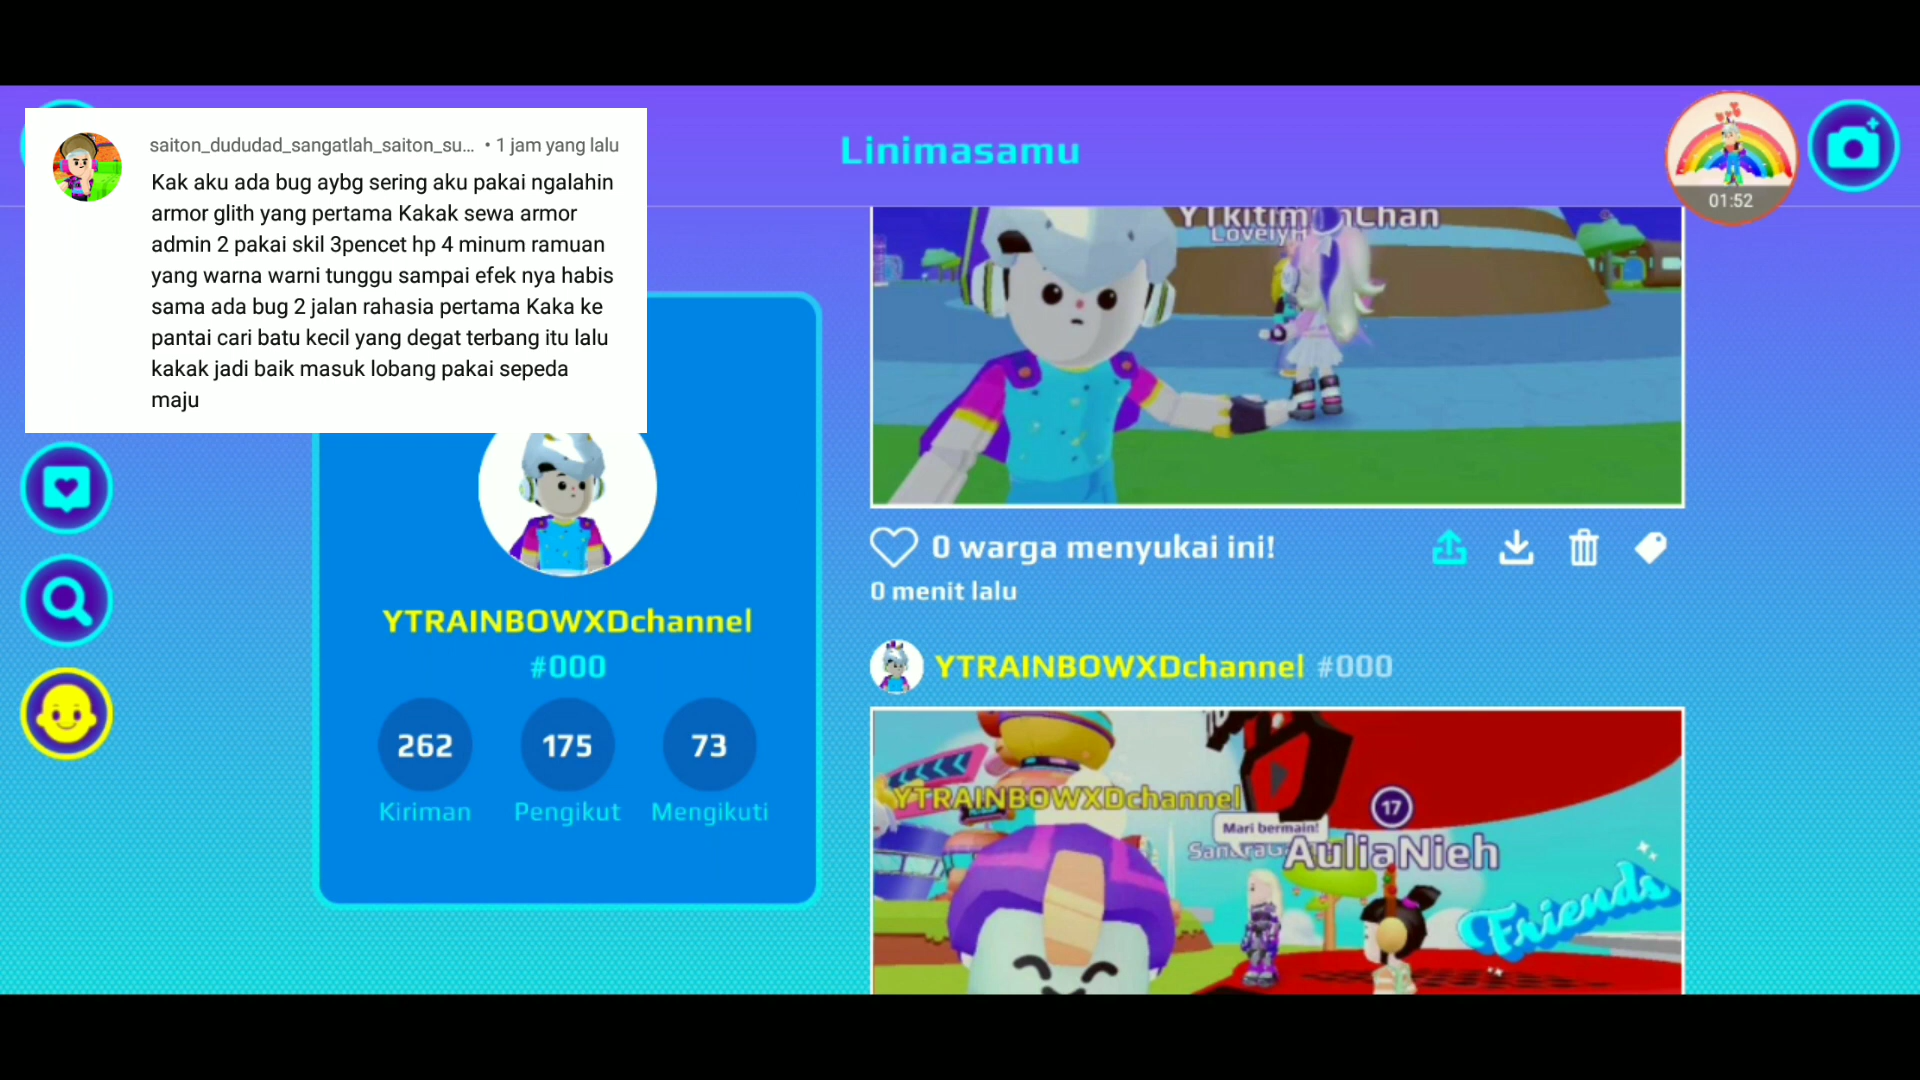 saiton_dududad_sangatlah_saiton_su... • 1 jam yang lalu
Kak aku ada bug aybg sering aku pakai ngalahin
armor glith yang pertama Kakak sewa armor
admin 2 pakai skil 3pencet hp 4 minum ramuan
yang warna warni tunggu sampai efek nya habis
sama ada bug 2 jalan rahasia pertama Kaka ke
pantai cari batu kecil yang degat terbang itu lalu
kakak jadi baik masuk lobang pakai sepeda
maju
Linimasamu
01:52
YTRAINBOWXDchannel
#000
262
175
73
Kiriman
Pengikut
Mengikuti
0 warga menyukai ini!
0 menit lalu
YTRAINBOWXDchannel #000
YTRAINBOWXDchannel
17
Mari bermain!
AuliaNieh
Friends